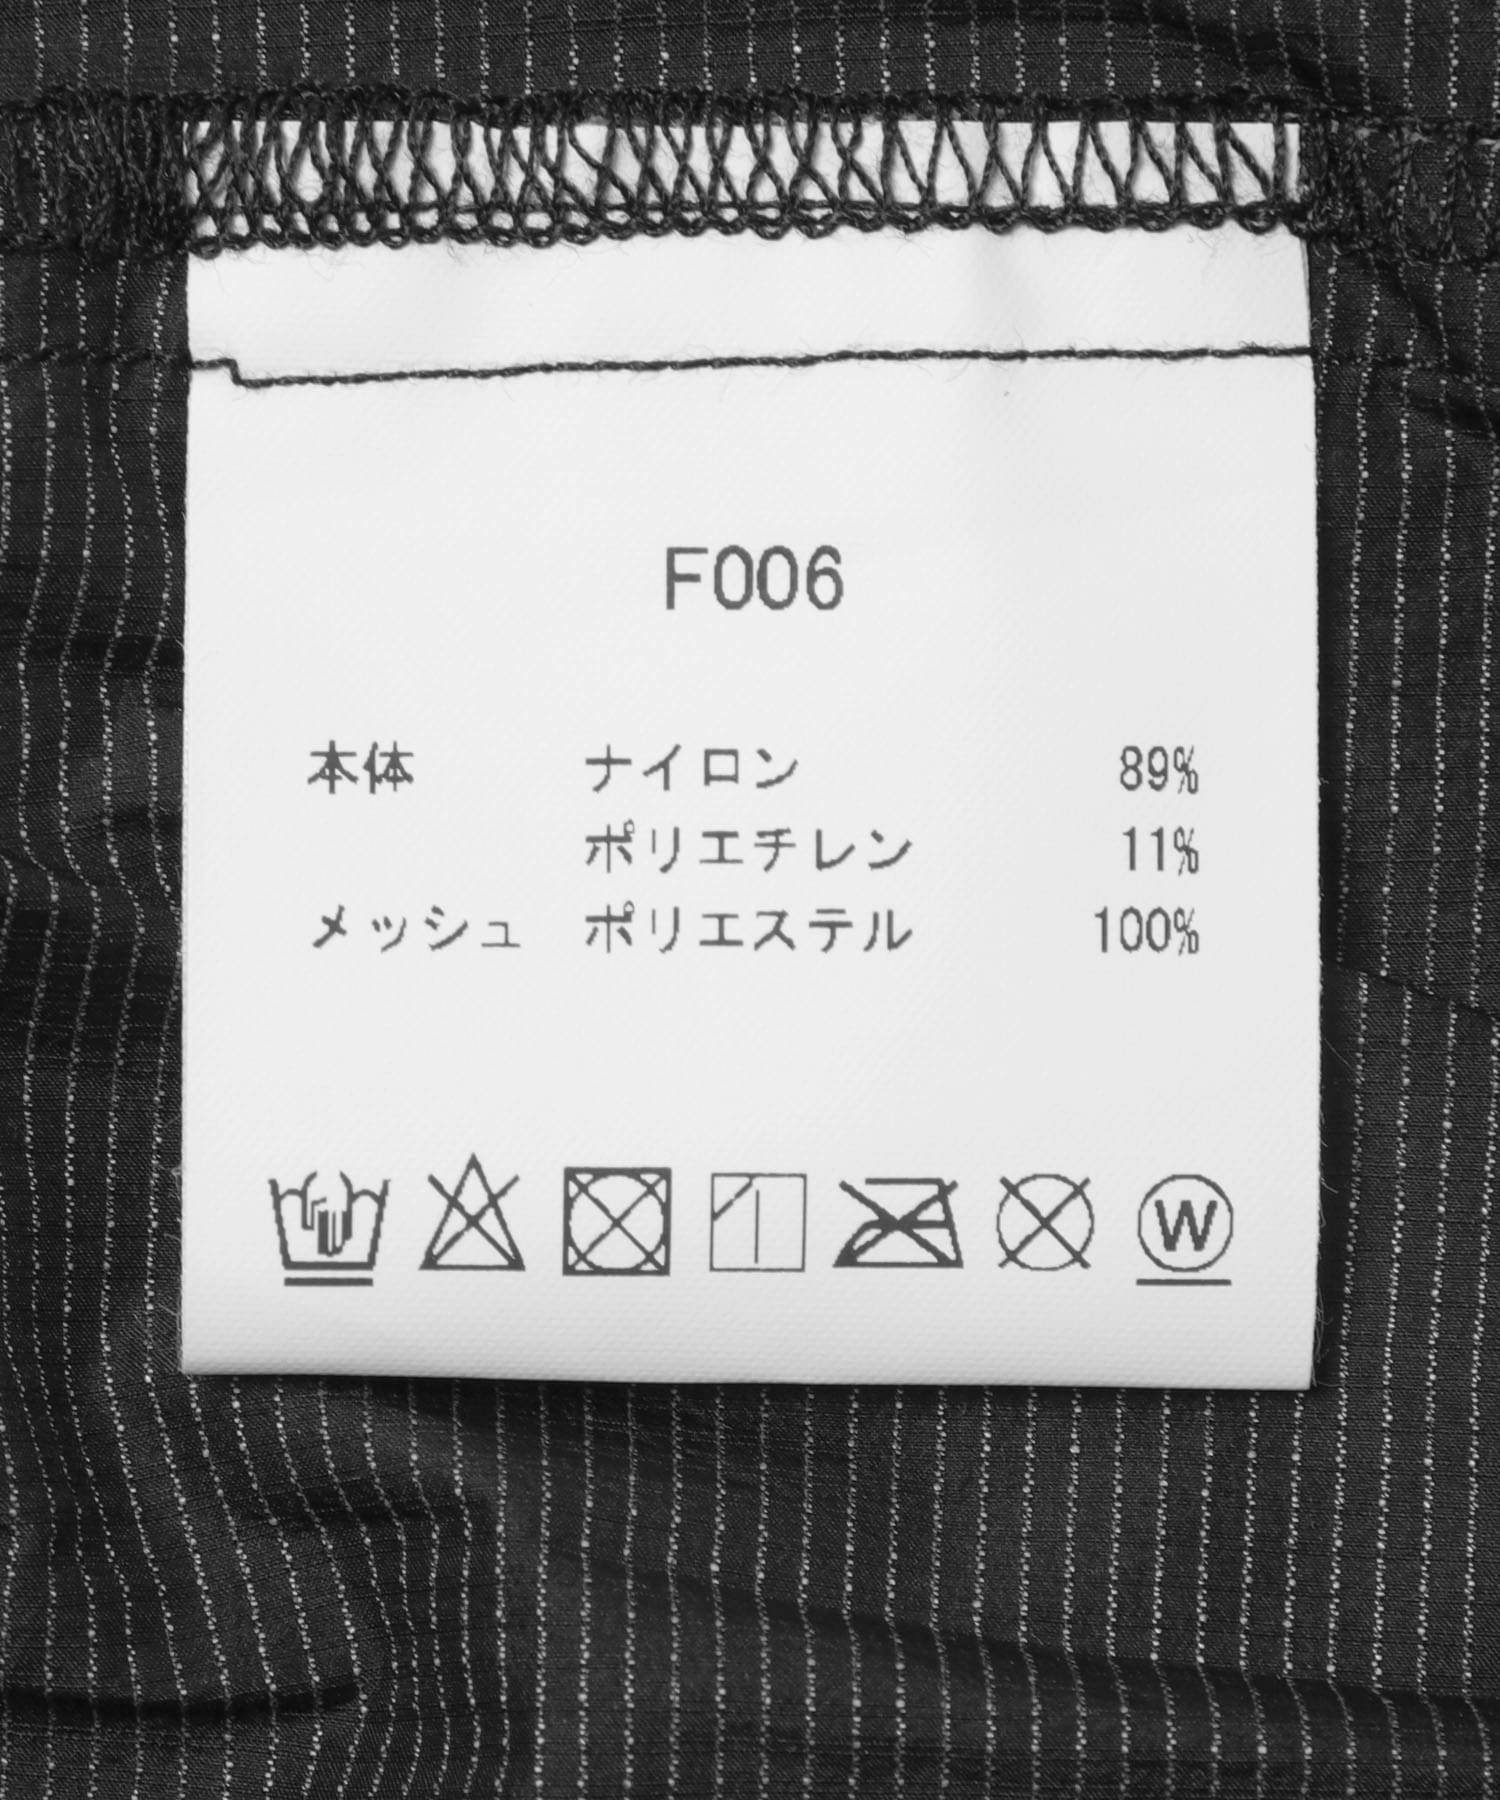 F006
本体 ナイロン 89%
ポリエチレン 11%
メッシュ ポリエステル 100%
W